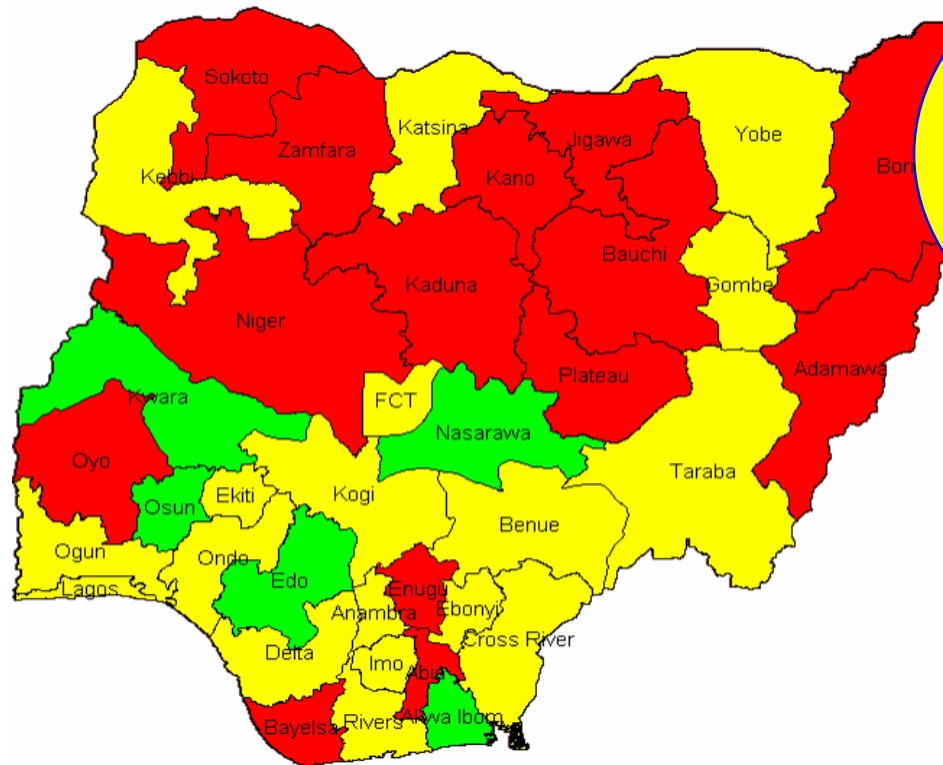 Sokoto
Katsina
Yobe
Zamfara
Jigawa
Kebbi
Kano
Bor
Bauchi
Kaduna
Gombe
Niger
Plateau
Adamawa
Kwara
FCT
Nasarawa
Oyo
Taraba
Ekiti
Kogi
Osun
Benue
Ogun
Ondo
Edo
Lagos
Enugu
Anambra
Ebonyi
Cross River
Delta
Imo
Abia
Bayelsa
Rivers
Akwa Ibom